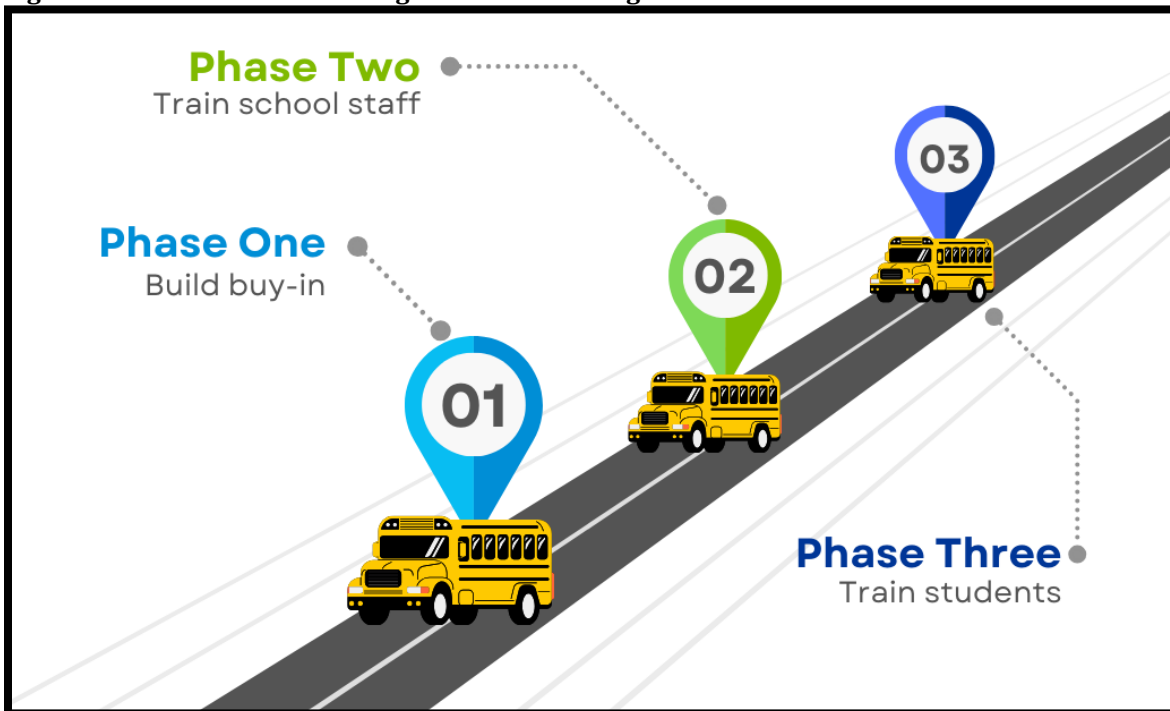 Phase Two
Train school staff
03
Phase One
Build buy-in
02
01
Phase Three
Train students